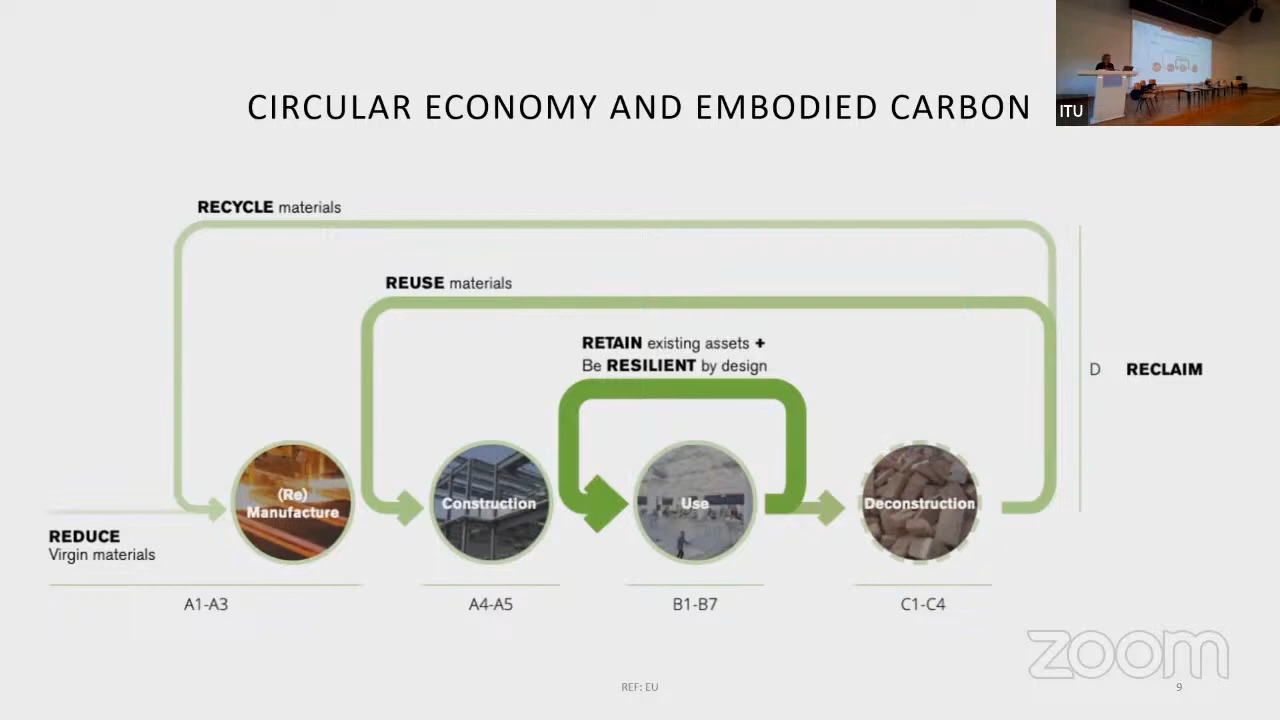 CIRCULAR ECONOMY AND EMBODIED CARBON
ITU
RECYCLE materials
REUSE materials
RETAIN existing assets +
Be RESILIENT by design
D RECLAIM
(Re)
Manufacture
Construction
Use
Deconstruction
REDUCE
Virgin materials
A1-A3
A4-A5
B1-B7
C1-C4
zoom
REF: EU
9